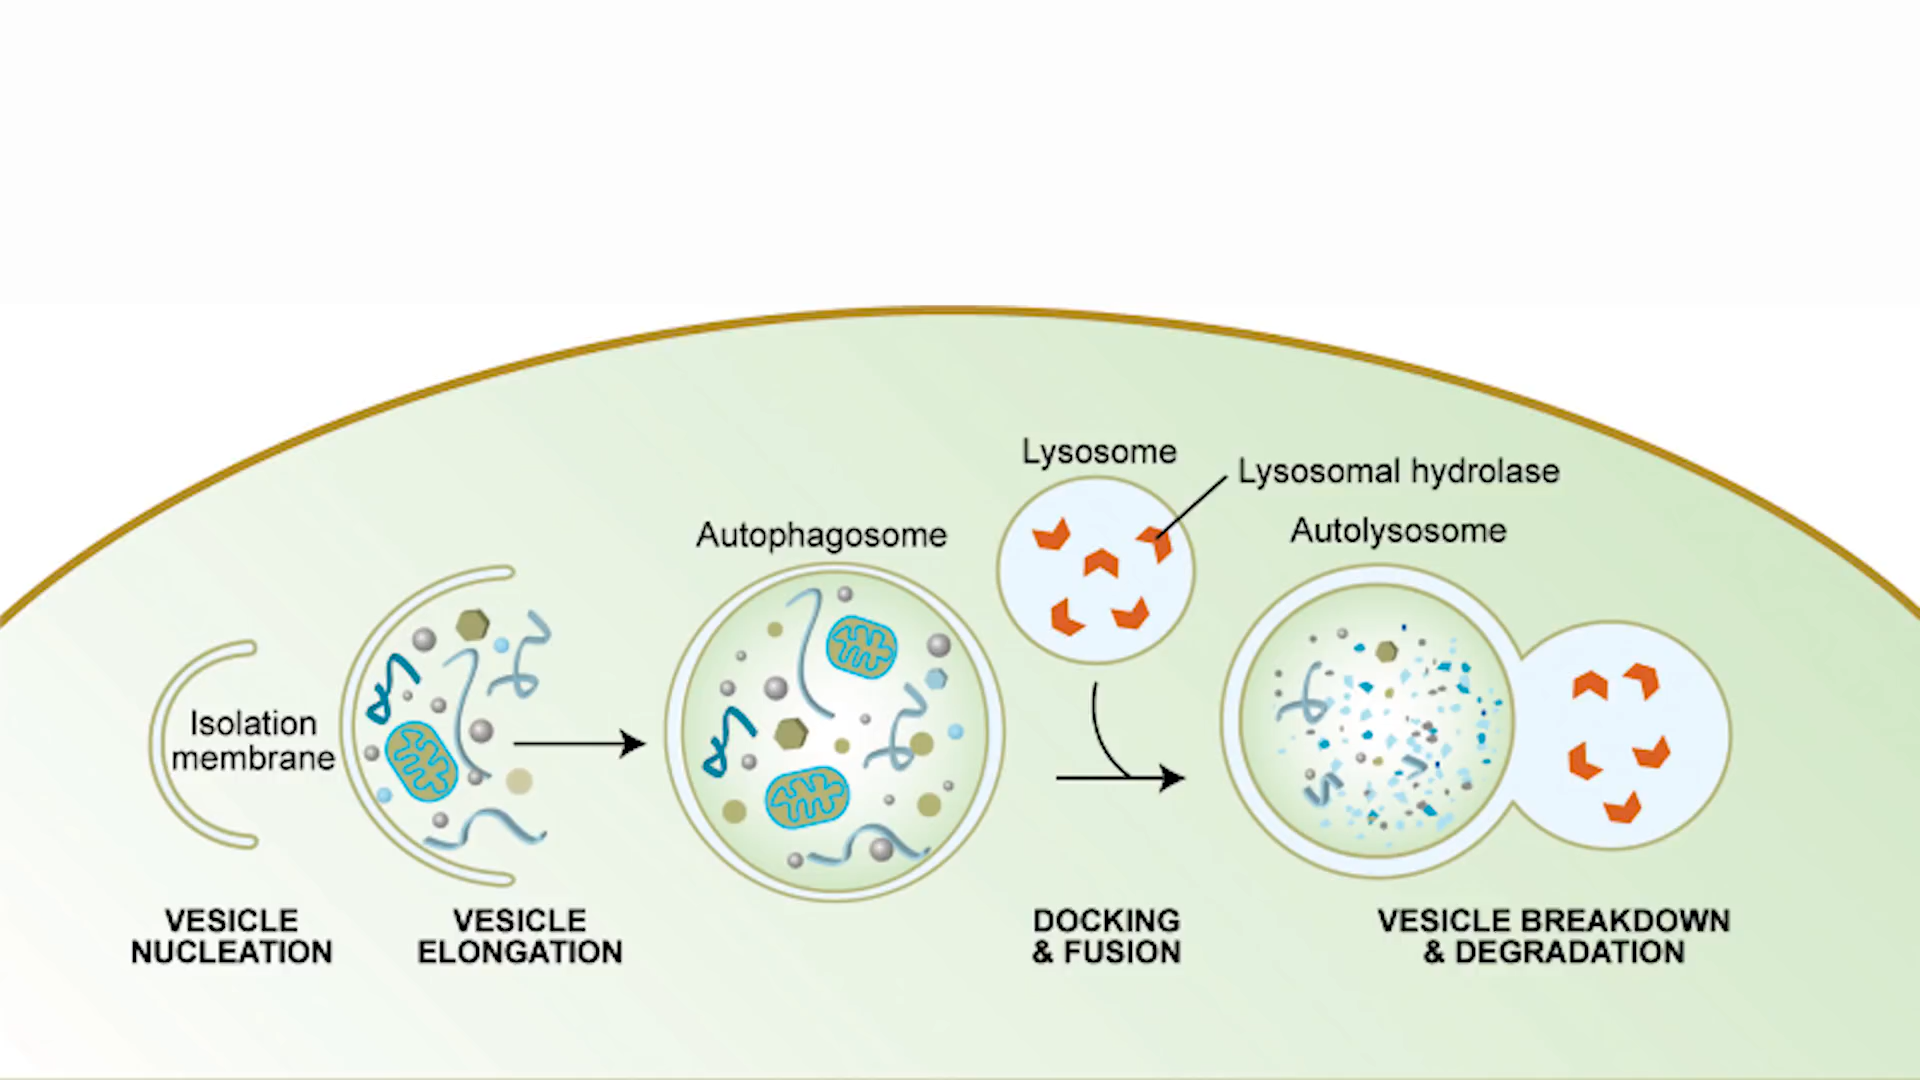 Lysosome
Lysosomal hydrolase
Autophagosome
Autolysosome
Isolation
membrane
VESICLE
NUCLEATION
VESICLE
ELONGATION
DOCKING
& FUSION
VESICLE BREAKDOWN
& DEGRADATION